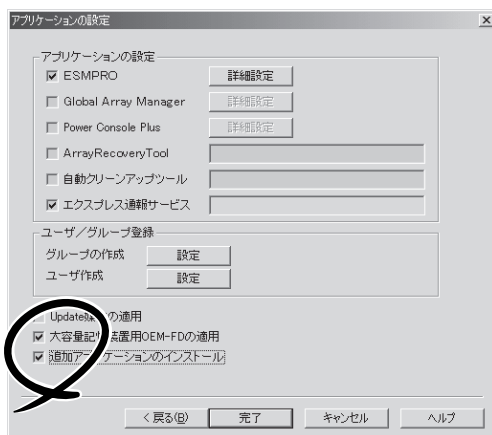 アプリケーションの設定
アプリケーションの設定
ESMPRO 詳細設定
Global Array Manager 詳細設定
Power Console Plus 詳細設定
ArrayRecoveryTool
自動クリーンアップツール
エクスプレス通報サービス
ユーザ/グループ登録
グループの作成 設定
ユーザ作成 設定
Update の適用
大容量記 装置用OEM-FDの適用
追加ア ケーションのインストール
< 戻る(B) 完了 キャンセル ヘルプ